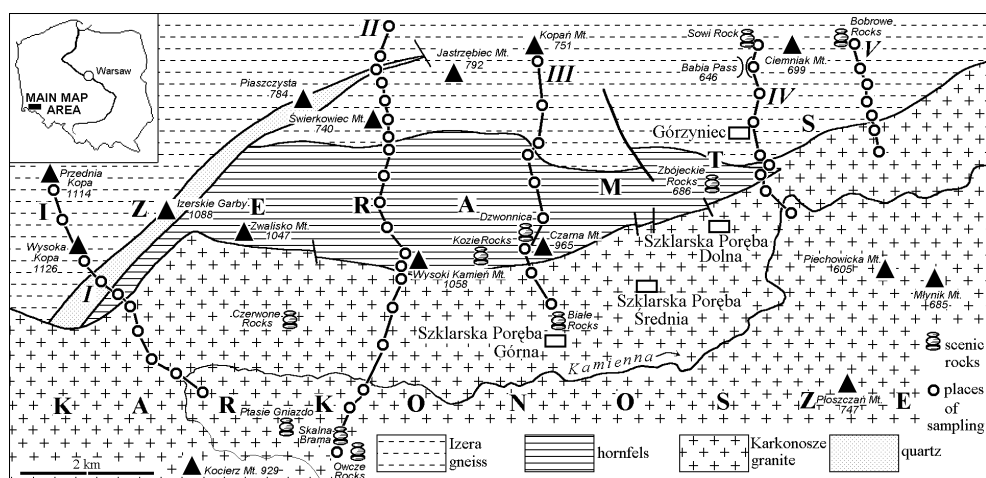 Warsaw
MAIN MAP
AREA
II
Kopań Mt.
751
Sowi Rock
Bobrowe
Rocks
V
Jastrzębiec Mt.
792
III
Babia Pass
646
Ciemniak Mt.
699
Piaszczysta
784
IV
Świerkowiec Mt.
740
Górzyniec
S
Przednia
Kopa
1114
T
Zbójeckie
Rocks
686
I
Z
Izerskie Garby
1088
E
R
A
M
Dzwonnica
Zwalisko Mt.
1047
Wysoka
Kopa
1126
Kozie Rocks
Czarna Mt.
965
Szklarska Poręba
Dolna
Wysoki Kamień Mt.
1058
Piechowicka Mt.
1605
I
Młynik Mt.
685
Szklarska Poręba
Średnia
Czerwone
Rocks
Białe
Rocks
Szklarska Poręba
Górna
scenic
rocks
Kamienna
places
of
sampling
K
A
R
K
O
N
O
S
Z
E
Płoszczań Mt.
747
Ptasie Gniazdo
Skalna
Brama
Owcze
Rocks
2 km
Kocierz Mt. 929
Izera
gneiss
hornfels
Karkonosze
granite
quartz